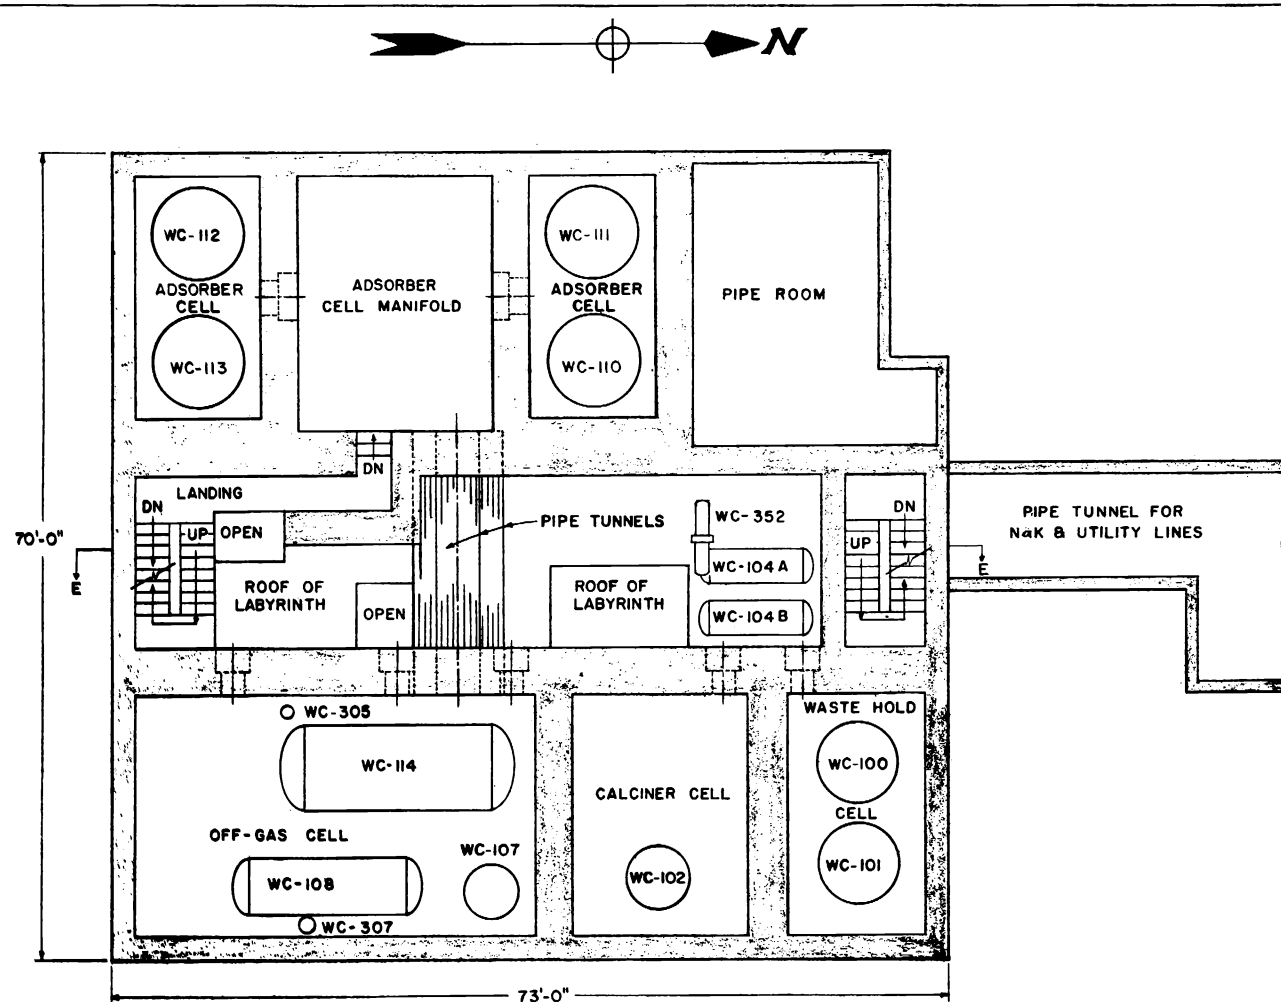 N
WC-112
ADSORBER
CELL
WC-113
ADSORBER
CELL MANIFOLD
WC-111
ADSORBER
CELL
WC-110
PIPE ROOM
DN
LANDING
DN
UP
OPEN
ROOF OF
LABYRINTH
OPEN
PIPE TUNNELS
ROOF OF
LABYRINTH
WC-352
WC-104A
WC-104B
DN
UP
PIPE TUNNEL FOR
NaK & UTILITY LINES
70'-0"
E
E
WC-305
WC-114
OFF-GAS CELL
WC-108
WC-307
WC-107
CALCINER CELL
WC-102
WASTE HOLD
WC-100
CELL
WC-101
73'-0"